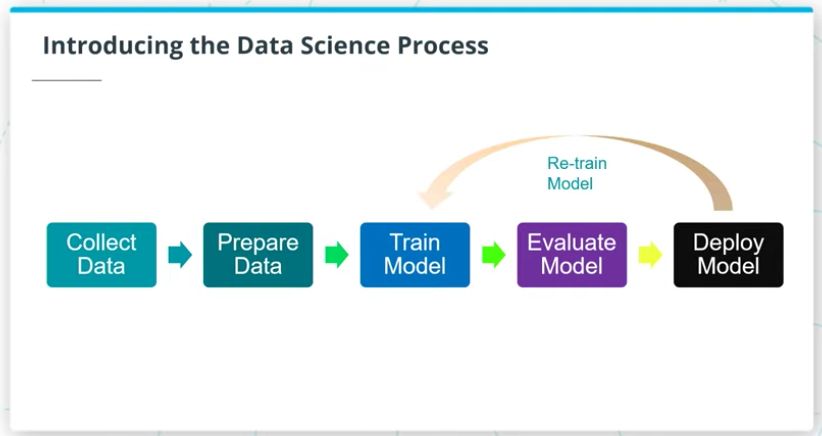 Introducing the Data Science Process
Re-train
Model
Collect
Data
Prepare
Data
Train
Model
Evaluate
Model
Deploy
Model